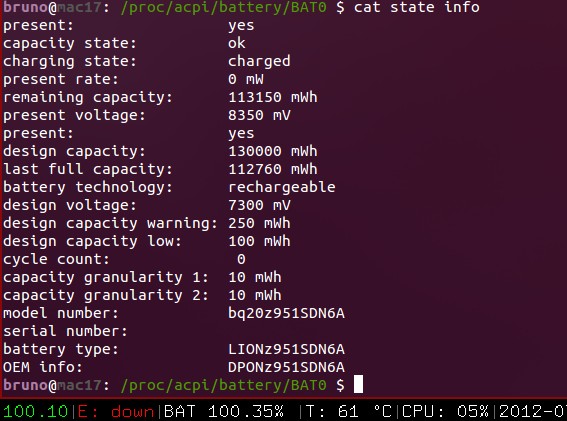 bruno@mac17: /proc/acpi/battery/BAT0 $ cat state info
present: yes
capacity state: ok
charging state: charged
present rate: 0 mW
remaining capacity: 113150 mWh
present voltage: 8350 mV
present: yes
design capacity: 130000 mWh
last full capacity: 112760 mWh
battery technology: rechargeable
design voltage: 7300 mV
design capacity warning: 250 mWh
design capacity low: 100 mWh
cycle count: 0
capacity granularity 1: 10 mWh
capacity granularity 2: 10 mWh
model number: bq20z951SDN6A
serial number:
battery type: LIONz951SDN6A
OEM info: DPONz951SDN6A
bruno@mac17: /proc/acpi/battery/BAT0 $
100.10|E: down|BAT 100.35% |T: 61 °C|CPU: 05%|2012-0